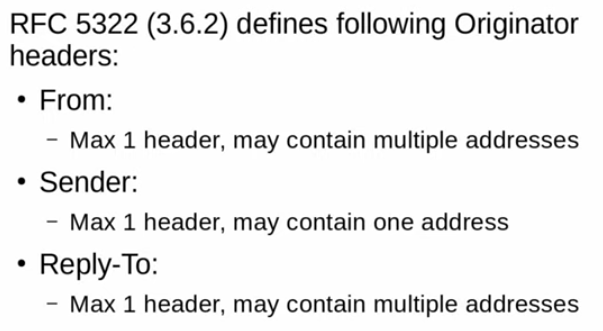 RFC 5322 (3.6.2) defines following Originator
headers:
• From:
– Max 1 header, may contain multiple addresses
• Sender:
– Max 1 header, may contain one address
• Reply-To:
– Max 1 header, may contain multiple addresses